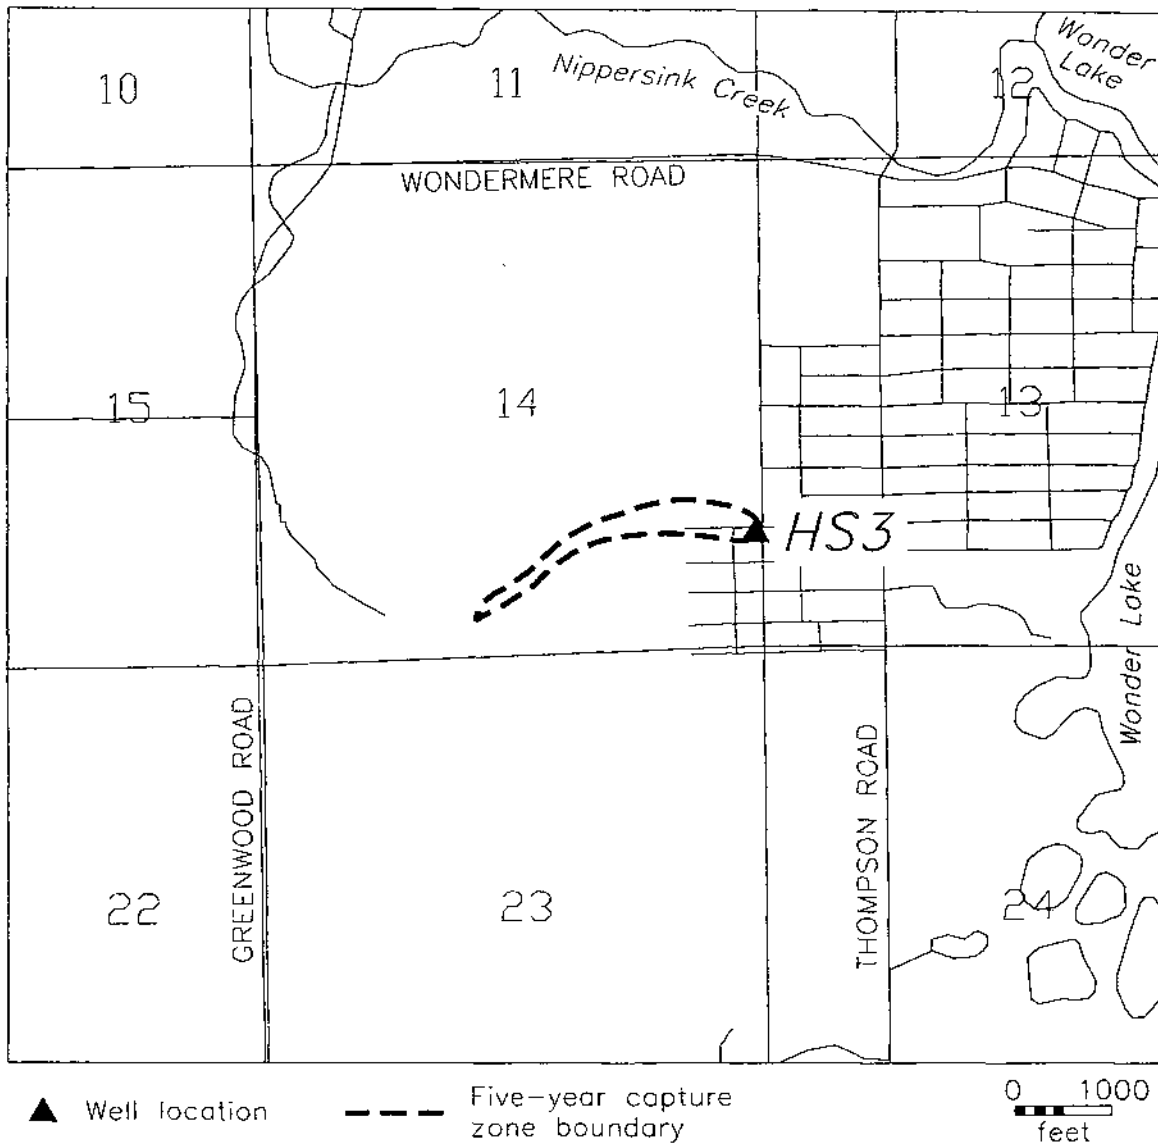 10
11
12
Wonder
Lake
Nippersink Creek
WONDERMERE ROAD
15
14
13
HS3
Wonder Lake
GREENWOOD ROAD
THOMPSON ROAD
22
23
24
Well location
Five-year capture
zone boundary
0 1000
feet